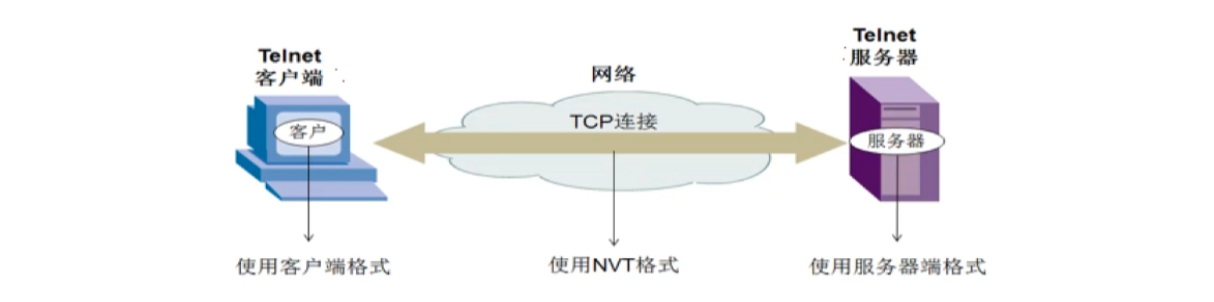 Telnet
客户端
网络
Telnet
服务器
客户
TCP连接
服务器
使用客户端格式
使用NVT格式
使用服务器端格式